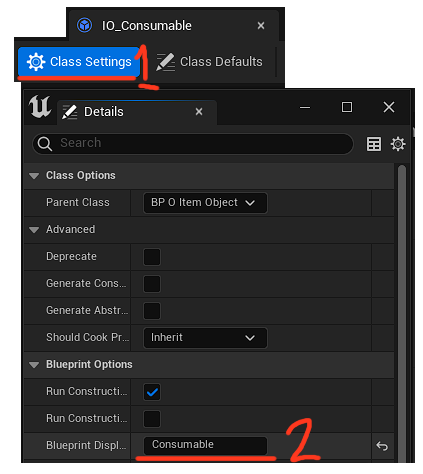 IO_Consumable
Class Settings
1
Class Defaults
Details
Search
Class Options
Parent Class
BP O Item Object
Advanced
Deprecate
Generate Cons...
Generate Abstr...
Should Cook Pr...
Inherit
Blueprint Options
Run Constructi...
Run Constructi...
Blueprint Displ...
Consumable
2